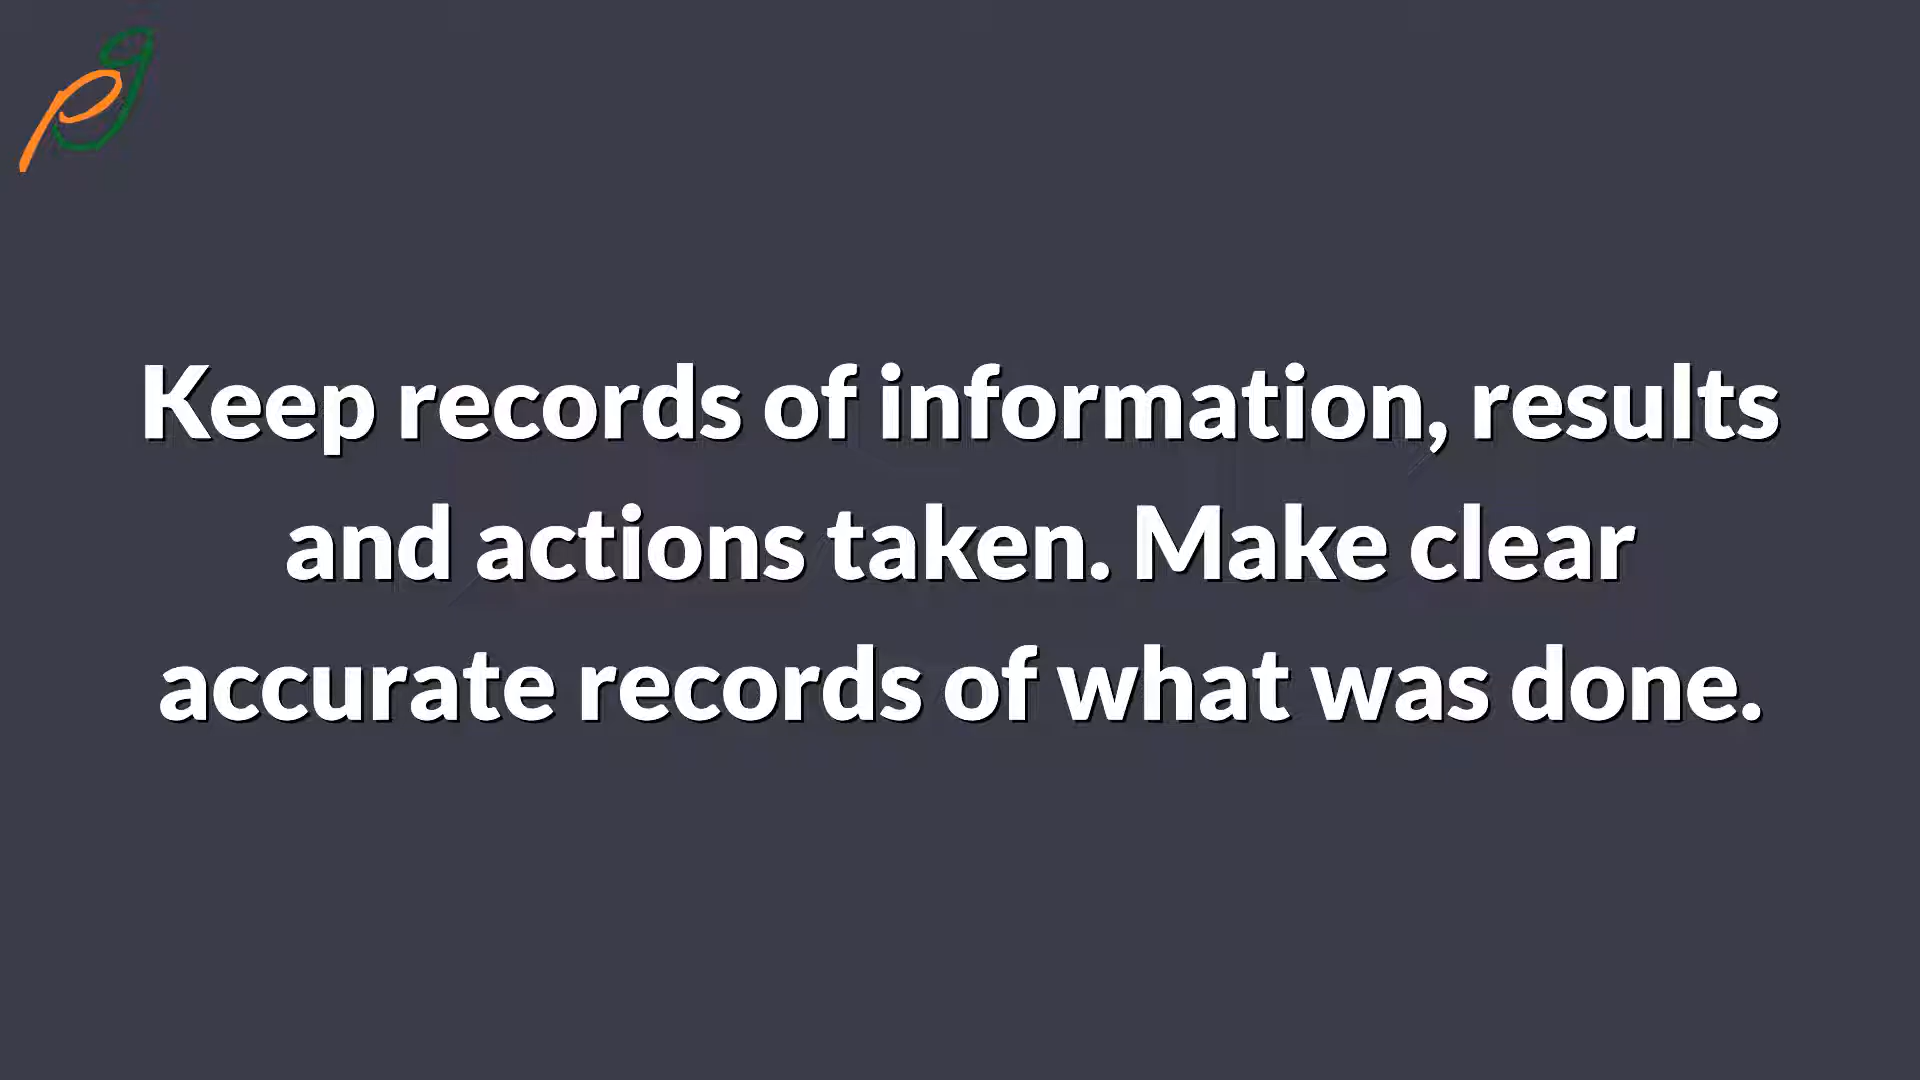 Keep records of information, results
and actions taken. Make clear
accurate records of what was done.